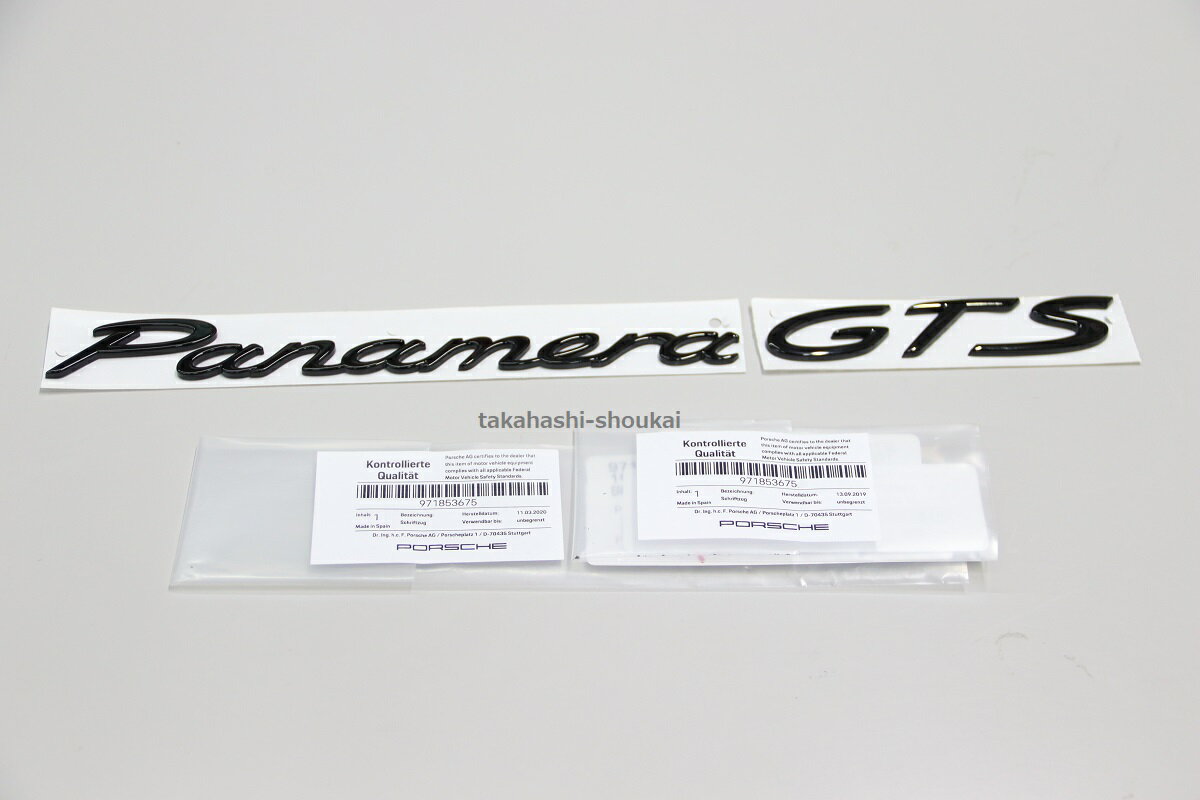 Panamera GTS
takahashi-shoukai
Kontrollierte
Qualität
Porsche AG certifies to the dealer that
this item of motor vehicle equipment
complies with all applicable Federal
Motor Vehicle Safety Standards.
971853675
Inhalt: 1 Bezeichnung: Herstelldatum: 11.03.2020
Made in Spain Schriftzug Verwendbar bis: unbegrenzt
Dr. Ing. h.c. F. Porsche AG / Porscheplatz 1 / D-70435 Stuttgart
PORSCHE
Kontrollierte
Qualität
Porsche AG certifies to the dealer that
this item of motor vehicle equipment
complies with all applicable Federal
Motor Vehicle Safety Standards.
971853675
Inhalt: 1 Bezeichnung: Herstelldatum: 13.09.2019
Made in Spain Schriftzug Verwendbar bis: unbegrenzt
Dr. Ing. h.c. F. Porsche AG / Porscheplatz 1 / D-70435 Stuttgart
PORSCHE